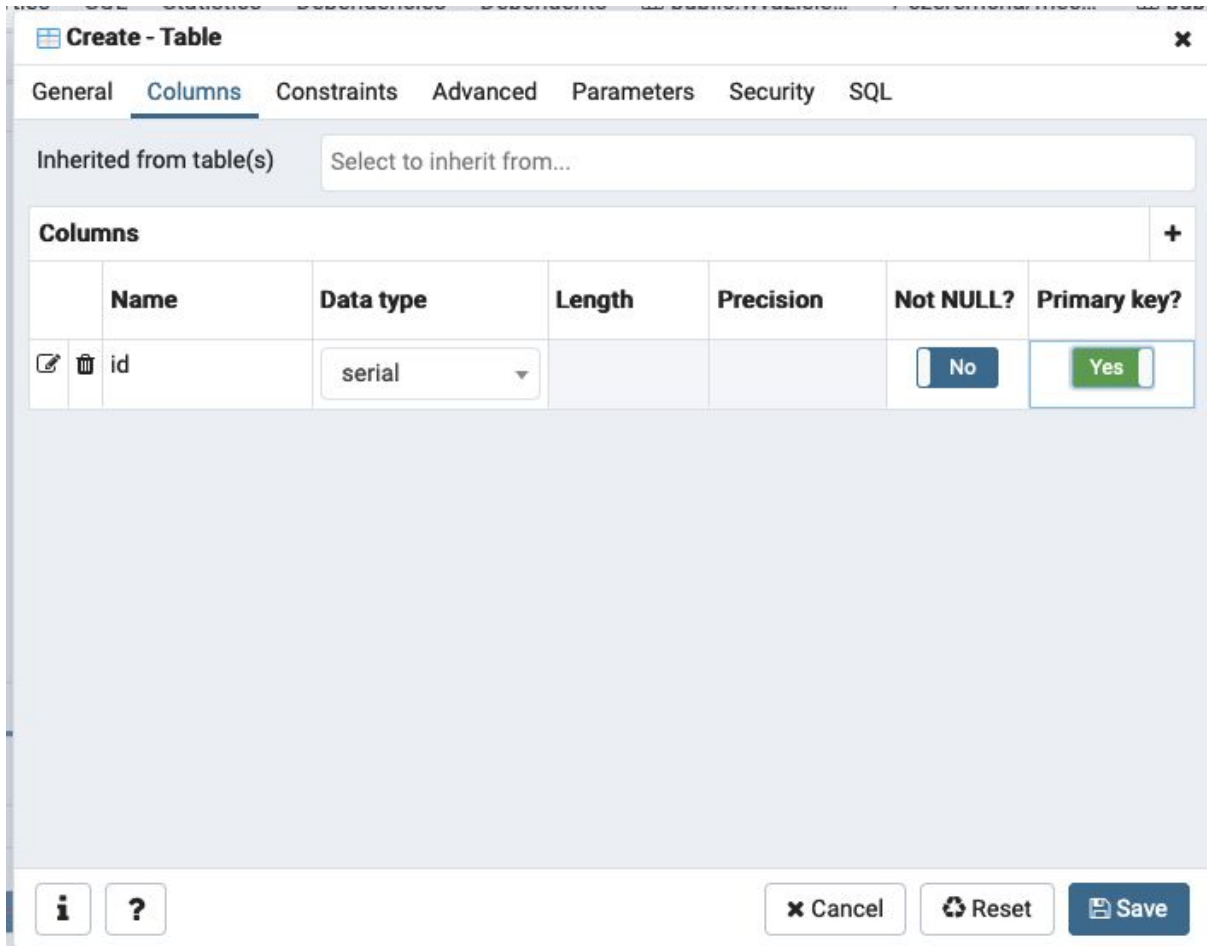 Create - Table
General Columns Constraints Advanced Parameters Security SQL
Inherited from table(s) Select to inherit from...
Columns
Name Data type Length Precision Not NULL? Primary key?
id serial No Yes
i ? Cancel Reset Save